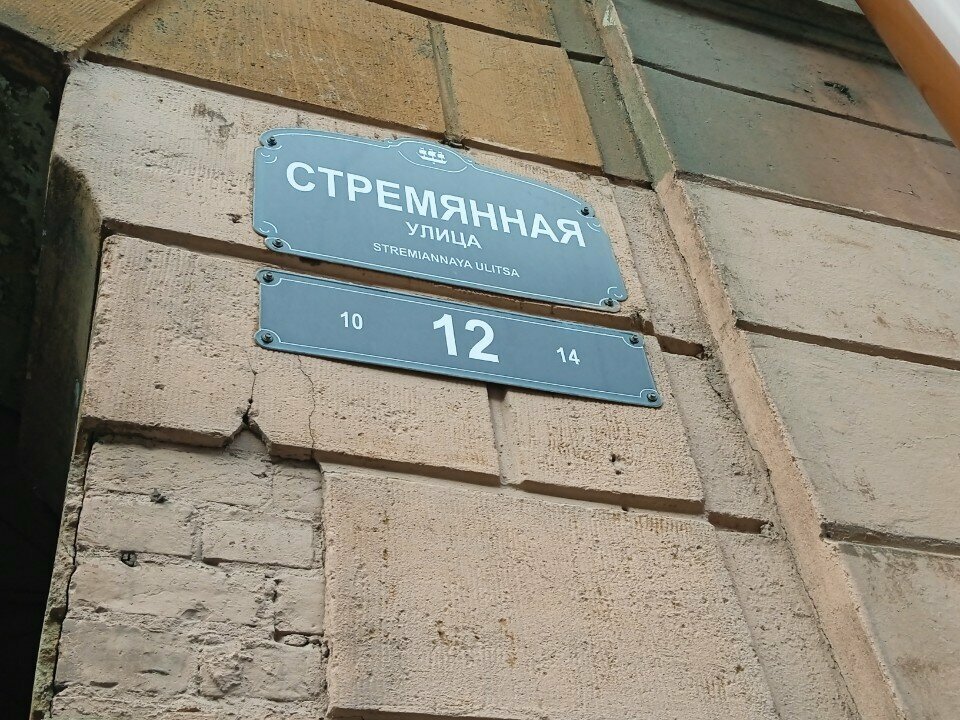 СТРЕМЯННАЯ
УЛИЦА
STREMIANNAYA ULITSA
10 12 14